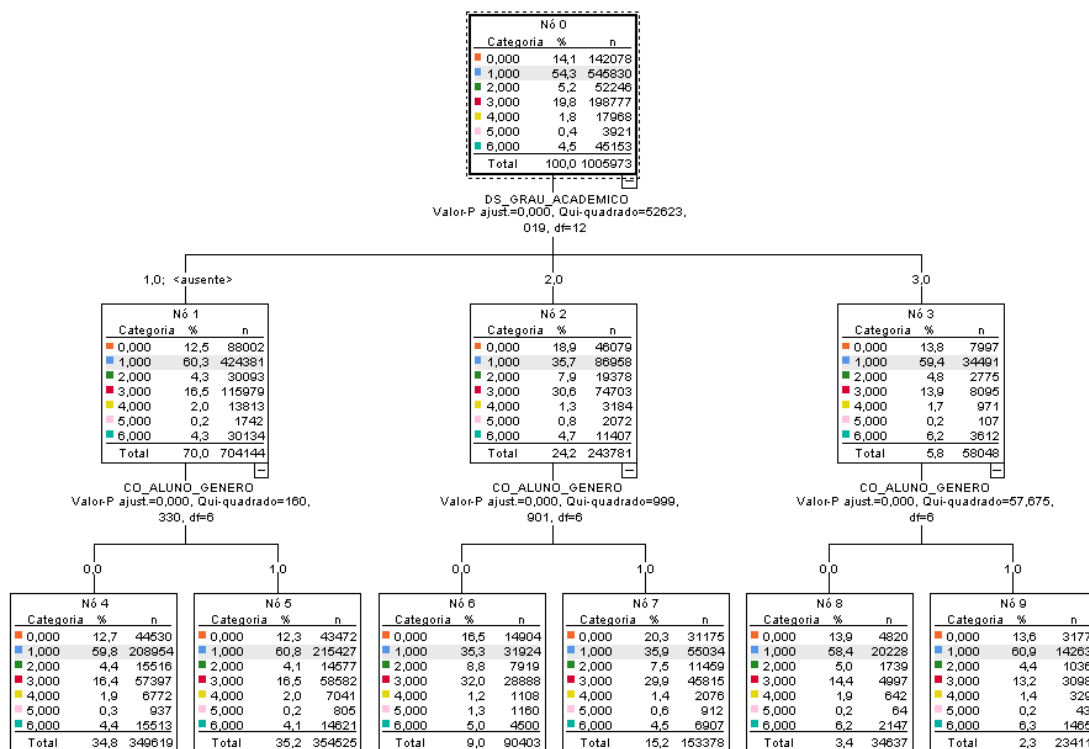 Nó 0
Categoria % n
0,000 14,1 142078
1,000 54,3 545830
2,000 5,2 52246
3,000 19,8 198777
4,000 1,8 17968
5,000 0,4 3921
6,000 4,5 45153
Total 100,0 1005973
DS_GRAU_ACADEMICO
Valor-P ajust.=0,000, Qui-quadrado=52623,
019, df=12
1,0; <ausente>
2,0
3,0
Nó 1
Categoria % n
0,000 12,5 88002
1,000 60,3 424381
2,000 4,3 30093
3,000 16,5 115979
4,000 2,0 13813
5,000 0,2 1742
6,000 4,3 30134
Total 70,0 704144
CO_ALUNO_GENERO
Valor-P ajust.=0,000, Qui-quadrado=160,
330, df=6
Nó 2
Categoria % n
0,000 18,9 46079
1,000 35,7 86958
2,000 7,9 19378
3,000 30,6 74703
4,000 1,3 3184
5,000 0,8 2072
6,000 4,7 11407
Total 24,2 243781
CO_ALUNO_GENERO
Valor-P ajust.=0,000, Qui-quadrado=999,
901, df=6
Nó 3
Categoria % n
0,000 13,8 7997
1,000 59,4 34491
2,000 4,8 2775
3,000 13,9 8095
4,000 1,7 971
5,000 0,2 107
6,000 6,2 3612
Total 5,8 58048
CO_ALUNO_GENERO
Valor-P ajust.=0,000, Qui-quadrado=57,675,
df=6
0,0
1,0
0,0
1,0
0,0
1,0
Nó 4
Categoria % n
0,000 12,7 44530
1,000 59,8 208954
2,000 4,4 15516
3,000 16,4 57397
4,000 1,9 6772
5,000 0,3 937
6,000 4,4 15513
Total 34,8 349619
Nó 5
Categoria % n
0,000 12,3 43472
1,000 60,8 215427
2,000 4,1 14577
3,000 16,5 58582
4,000 2,0 7041
5,000 0,2 805
6,000 4,1 14621
Total 35,2 354525
Nó 6
Categoria % n
0,000 16,5 14904
1,000 35,3 31924
2,000 8,8 7919
3,000 32,0 28888
4,000 1,2 1108
5,000 1,3 1160
6,000 5,0 4500
Total 9,0 90403
Nó 7
Categoria % n
0,000 20,3 31175
1,000 35,9 55034
2,000 7,5 11459
3,000 29,9 45815
4,000 1,4 2076
5,000 0,6 912
6,000 4,5 6907
Total 15,2 153378
Nó 8
Categoria % n
0,000 13,9 4820
1,000 58,4 20228
2,000 5,0 1739
3,000 14,4 4997
4,000 1,9 642
5,000 0,2 64
6,000 6,2 2147
Total 3,4 34637
Nó 9
Categoria % n
0,000 13,6 3177
1,000 60,9 14263
2,000 4,4 1036
3,000 13,2 3098
4,000 1,4 329
5,000 0,2 43
6,000 6,3 1465
Total 2,3 23411